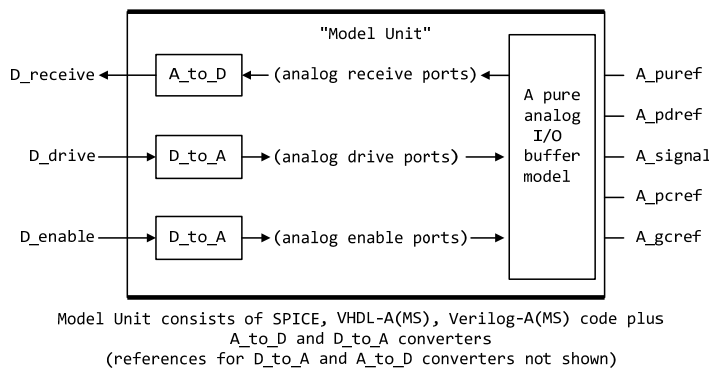 "Model Unit"
D_receive A_to_D (analog receive ports) A_puref
A pure
analog
I/O
buffer
model
A_pdref
D_drive D_to_A (analog drive ports) A_signal
A_pcref
D_enable D_to_A (analog enable ports) A_gcref
Model Unit consists of SPICE, VHDL-A(MS), Verilog-A(MS) code plus
A_to_D and D_to_A converters
(references for D_to_A and A_to_D converters not shown)